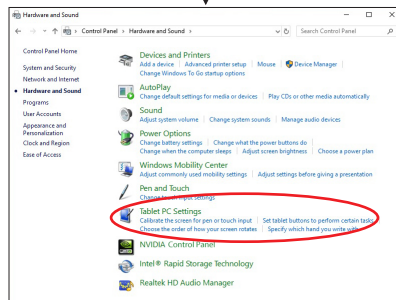 Hardware and Sound
Control Panel > Hardware and Sound >
Search Control Panel
Control Panel Home
System and Security
Network and Internet
Hardware and Sound
Programs
User Accounts
Appearance and
Personalization
Clock and Region
Ease of Access
Devices and Printers
Add a device | Advanced printer setup | Mouse | Device Manager
Change Windows To Go startup options
AutoPlay
Change default settings for media or devices | Play CDs or other media automatically
Sound
Adjust system volume | Change system sounds | Manage audio devices
Power Options
Change battery settings | Change what the power buttons do
Change when the computer sleeps | Adjust screen brightness | Choose a power plan
Windows Mobility Center
Adjust commonly used mobility settings | Adjust settings before giving a presentation
Pen and Touch
Change touch input settings
Tablet PC Settings
Calibrate the screen for pen or touch input | Set tablet buttons to perform certain tasks
Choose the order of how your screen rotates | Specify which hand you write with
NVIDIA Control Panel
Intel® Rapid Storage Technology
Realtek HD Audio Manager